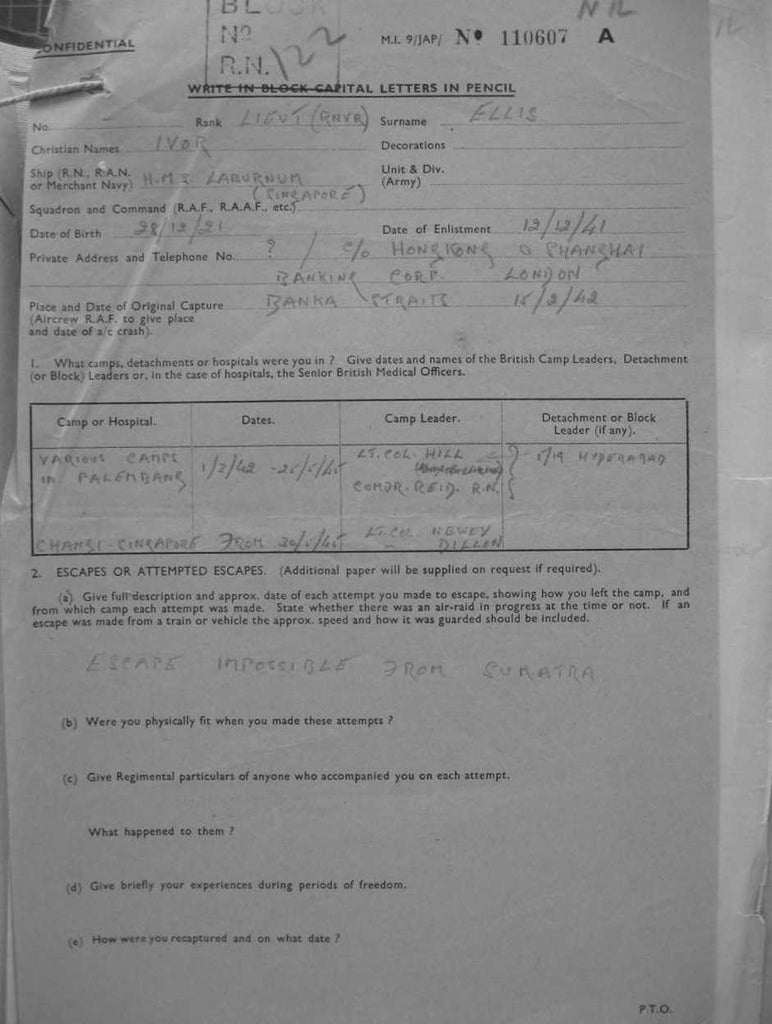 NIL
BLOCK
Nº
R.N. 122
CONFIDENTIAL
M.I. 9/JAP/ Nº 110607 A
WRITE IN BLOCK CAPITAL LETTERS IN PENCIL
No. - Rank LIEUT (RNVR) Surname ELLIS
Christian Names IVOR Decorations
Ship (R.N., R.A.N. or Merchant Navy) H.M.S LABURNUM Unit & Div. (Army)
(SINGAPORE)
Squadron and Command (R.A.F., R.A.A.F., etc.)
Date of Birth 28/12/21 Date of Enlistment 12/12/41
Private Address and Telephone No. ? / C/o HONGKONG & SHANGHAI
BANKING CORP. LONDON
Place and Date of Original Capture BANKA STRAITS 15/2/42
(Aircrew R.A.F. to give place
and date of a/c crash).
1. What camps, detachments or hospitals were you in ? Give dates and names of the British Camp Leaders, Detachment
(or Block) Leaders or, in the case of hospitals, the Senior British Medical Officers.
Camp or Hospital. Dates. Camp Leader. Detachment or Block
Leader (if any).
VARIOUS CAMPS 1/3/42 - 25/5/45 LT. COL. HILL 5/19 HYDERABAD
in PALEMBANG COMDR. REID. R.N.
CHANGI-SINGAPORE FROM 30/5/45 LT. COL. NEWEY
- DILLON
2. ESCAPES OR ATTEMPTED ESCAPES. (Additional paper will be supplied on request if required).
(a) Give full description and approx. date of each attempt you made to escape, showing how you left the camp, and
from which camp each attempt was made. State whether there was an air-raid in progress at the time or not. If an
escape was made from a train or vehicle the approx. speed and how it was guarded should be included.
ESCAPE IMPOSSIBLE FROM SUMATRA
(b) Were you physically fit when you made these attempts ?
(c) Give Regimental particulars of anyone who accompanied you on each attempt.
What happened to them ?
(d) Give briefly your experiences during periods of freedom.
(e) How were you recaptured and on what date ?
P.T.O.